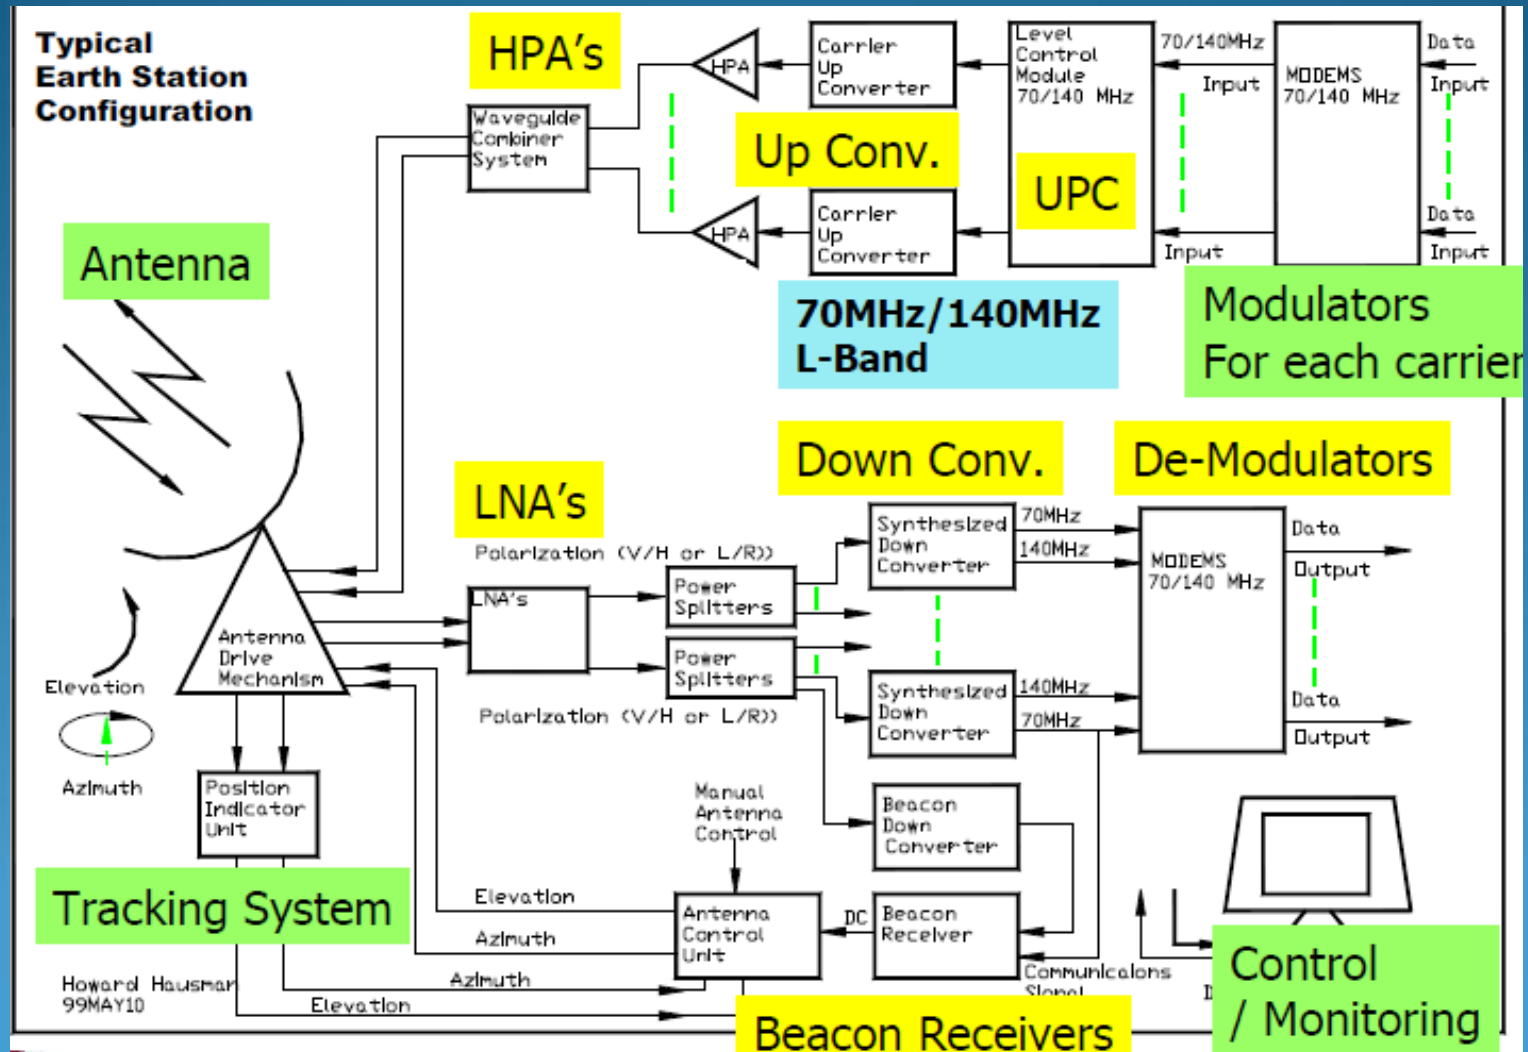 Typical
Earth Station
Configuration
HPA's
HPA
Carrier
Up
Converter
Level
Control
Module
70/140 MHz
70/140MHz
Input
MODEMS
70/140 MHz
Data
Input
Waveguide
Combiner
System
Up Conv.
UPC
HPA
Carrier
Up
Converter
Input
Data
Input
Antenna
70MHz/140MHz
L-Band
Modulators
For each carrier
LNA's
Down Conv.
De-Modulators
Polarization (V/H or L/R))
LNA's
Power
Splitters
Power
Splitters
Polarization (V/H or L/R))
Synthesized
Down
Converter
70MHz
140MHz
Synthesized
Down
Converter
140MHz
70MHz
MODEMS
70/140 MHz
Data
Output
Data
Output
Antenna
Drive
Mechanism
Elevation
Azimuth
Position
Indicator
Unit
Manual
Antenna
Control
Beacon
Down
Converter
Tracking System
Elevation
Azimuth
Antenna
Control
Unit
DC
Beacon
Receiver
Azimuth
Elevation
Communicaions
Signal
Control
/ Monitoring
Howard Hausman
99MAY10
Beacon Receivers